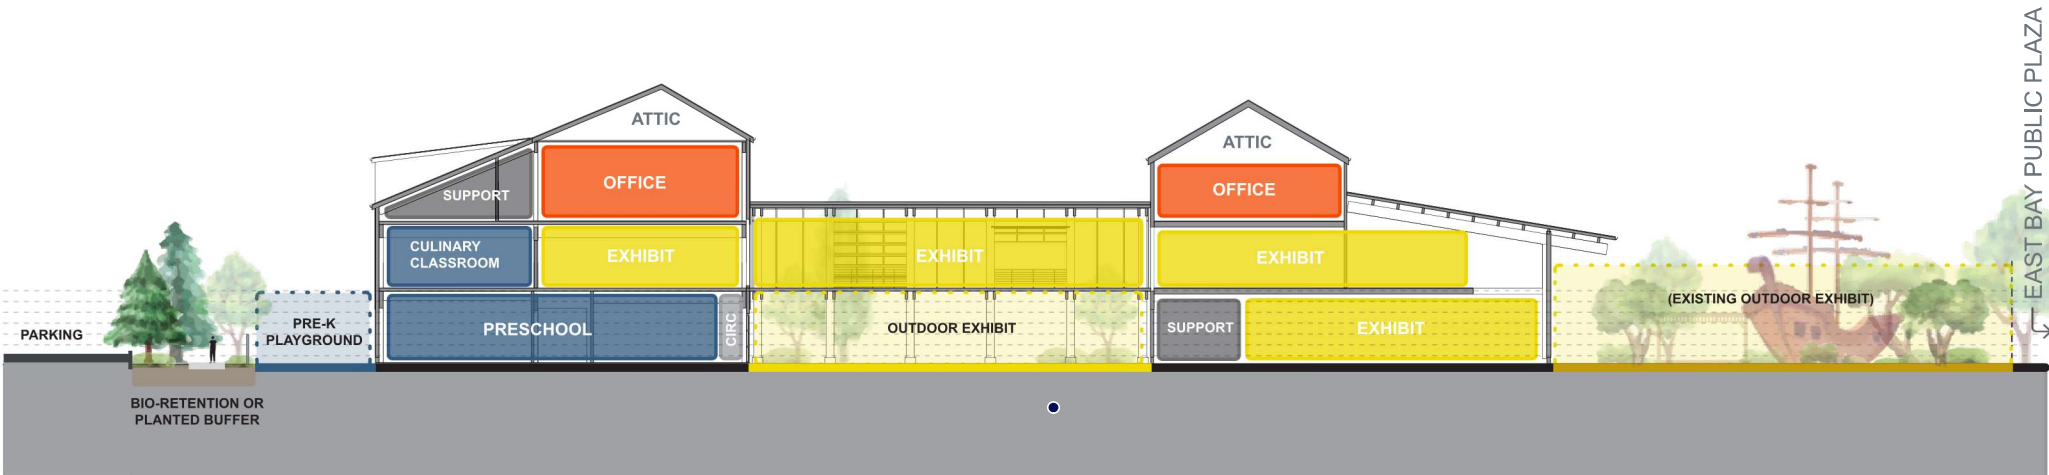 ATTIC
ATTIC
OFFICE
SUPPORT
OFFICE
CULINARY
CLASSROOM
EXHIBIT
EXHIBIT
EXHIBIT
PARKING
PRE-K
PLAYGROUND
PRESCHOOL
CIRC
OUTDOOR EXHIBIT
SUPPORT
EXHIBIT
(EXISTING OUTDOOR EXHIBIT)
EAST BAY PUBLIC PLAZA
BIO-RETENTION OR
PLANTED BUFFER